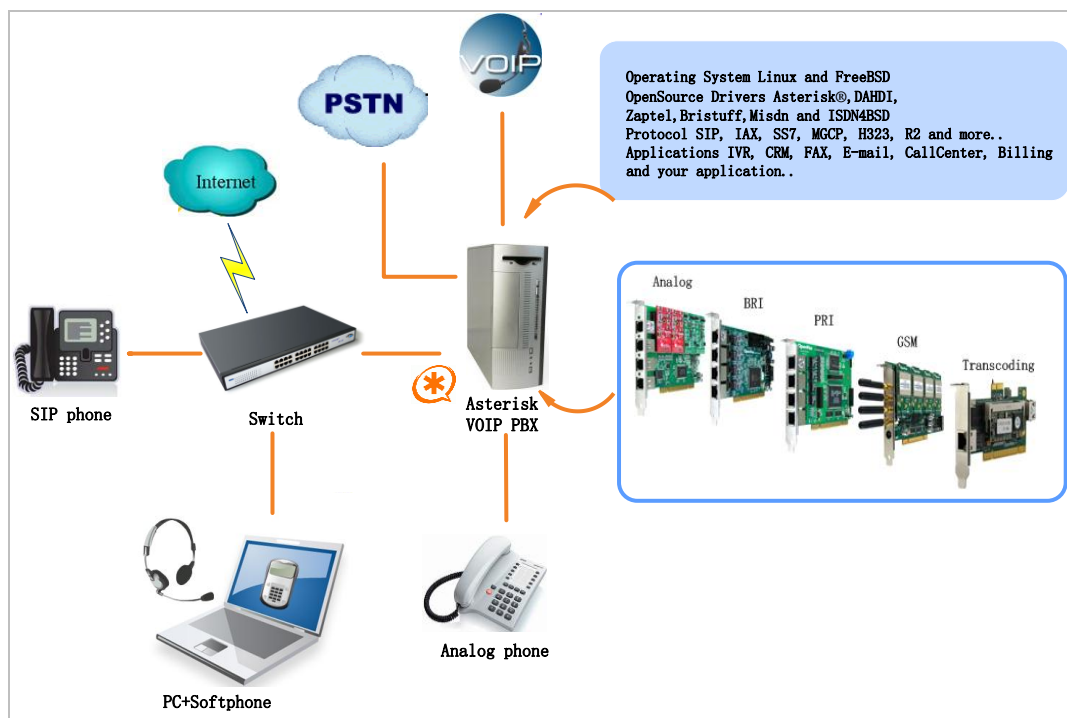 VOIP
PSTN
Operating System Linux and FreeBSD
OpenSource Drivers Asterisk®,DAHDI,
Zaptel,Bristuff,Misdn and ISDN4BSD
Protocol SIP, IAX, SS7, MGCP, H323, R2 and more..
Applications IVR, CRM, FAX, E-mail, CallCenter, Billing
and your application..
Internet
Analog
BRI
PRI
GSM
Transcoding
SIP phone
Switch
Asterisk
VOIP PBX
Analog phone
PC+Softphone